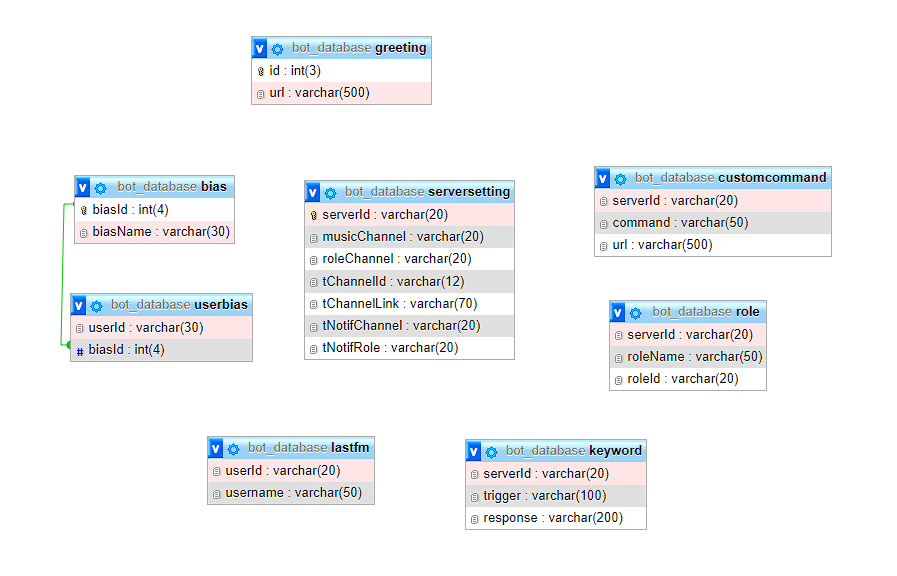 bot_database greeting
id : int(3)
url : varchar(500)
bot_database bias
biasId : int(4)
biasName : varchar(30)
bot_database serversetting
serverId : varchar(20)
musicChannel : varchar(20)
roleChannel : varchar(20)
tChannelId : varchar(12)
tChannelLink : varchar(70)
tNotifChannel : varchar(20)
tNotifRole : varchar(20)
bot_database customcommand
serverId : varchar(20)
command : varchar(50)
url : varchar(500)
bot_database userbias
userId : varchar(30)
# biasId : int(4)
bot_database role
serverId : varchar(20)
roleName : varchar(50)
roleId : varchar(20)
bot_database lastfm
userId : varchar(20)
username : varchar(50)
bot_database keyword
serverId : varchar(20)
trigger : varchar(100)
response : varchar(200)